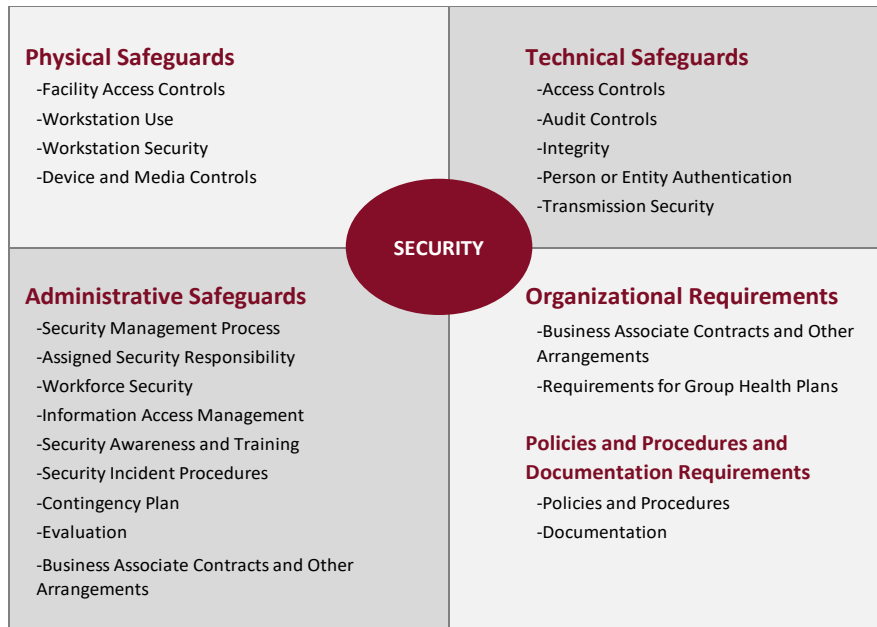 Physical Safeguards
-Facility Access Controls
-Workstation Use
-Workstation Security
-Device and Media Controls
Technical Safeguards
-Access Controls
-Audit Controls
-Integrity
-Person or Entity Authentication
-Transmission Security
SECURITY
Administrative Safeguards
-Security Management Process
-Assigned Security Responsibility
-Workforce Security
-Information Access Management
-Security Awareness and Training
-Security Incident Procedures
-Contingency Plan
-Evaluation
-Business Associate Contracts and Other
Arrangements
Organizational Requirements
-Business Associate Contracts and Other
Arrangements
-Requirements for Group Health Plans
Policies and Procedures and
Documentation Requirements
-Policies and Procedures
-Documentation